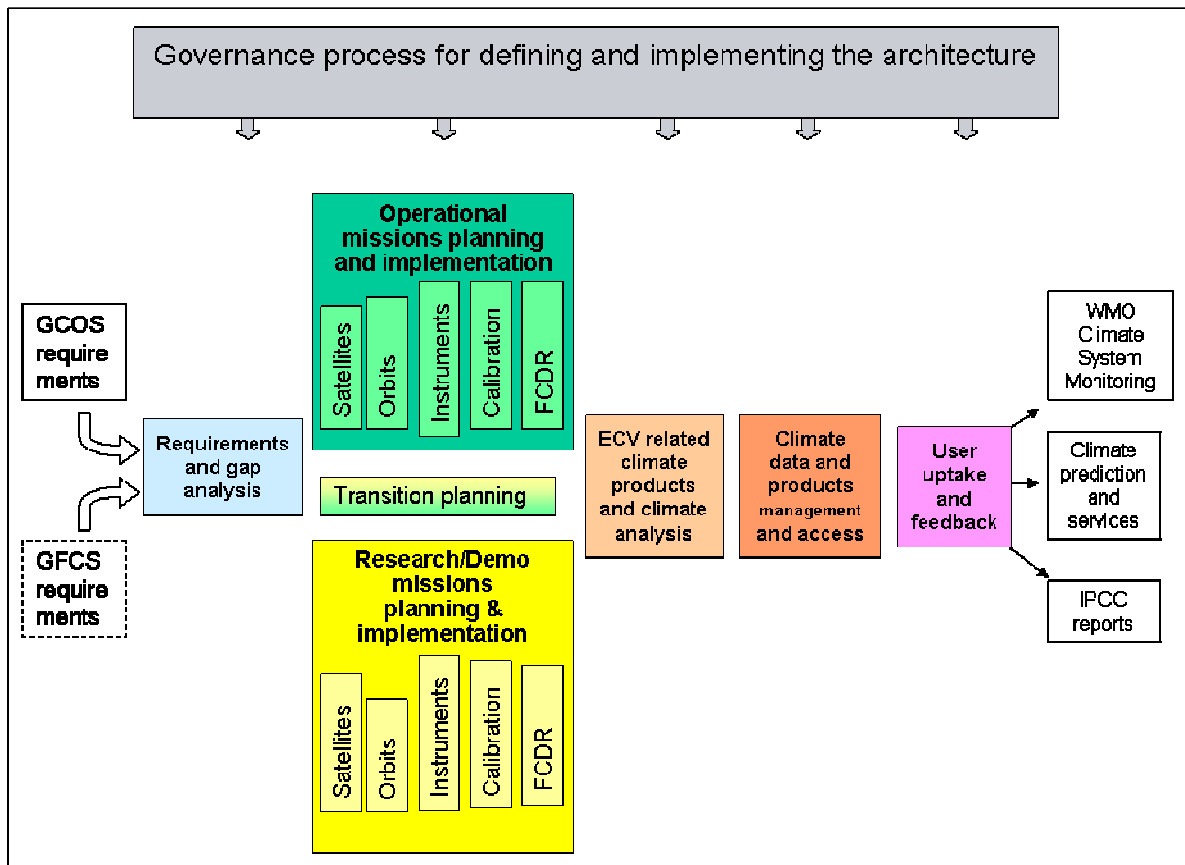 Governance process for defining and implementing the architecture
GCOS
require
ments
GFCS
require
ments
Requirements
and gap
analysis
Operational
missions planning
and implementation
Satellites
Orbits
Instruments
Calibration
FCDR
Transition planning
Research/Demo
missions
planning &
implementation
Satellites
Orbits
Instruments
Calibration
FCDR
ECV related
climate
products
and climate
analysis
Climate
data and
products
management
and access
User
uptake
and
feedback
WMO
Climate
System
Monitoring
Climate
prediction
and
services
IPCC
reports